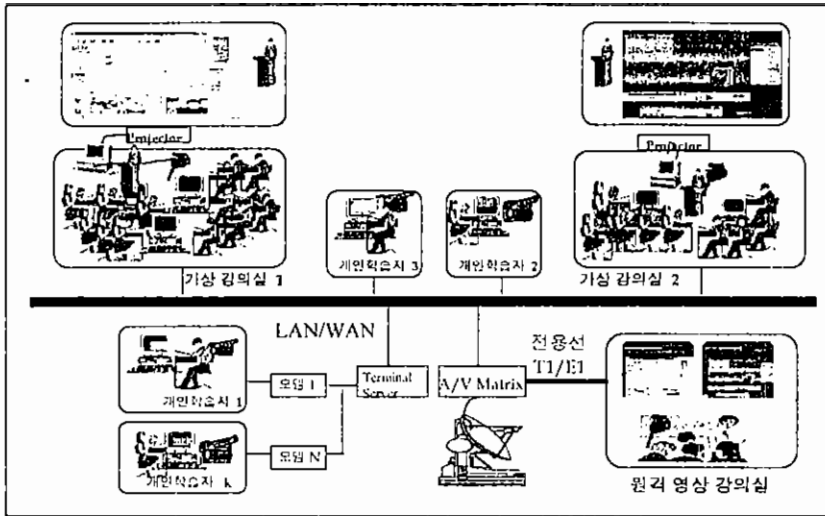 Projector
Projector
가상 강의실 1
개인학습자 3
개인학습자 2
가상 강의실 2
LAN/WAN
전용선
T1/E1
개인학습자 1
모뎀 1
Terminal
Server
A/V Matrix
개인학습자 k
모뎀 N
원격 영상 강의실